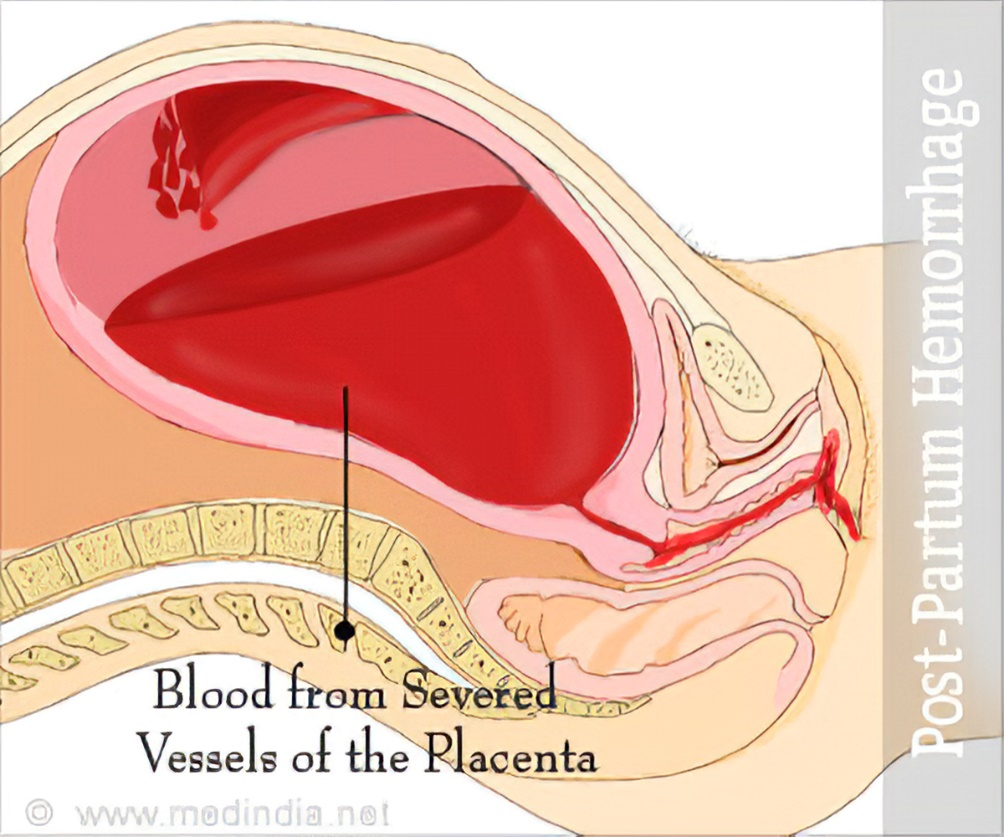 Post-Partum Hemorrhage
Blood from Severed
Vessels of the Placenta
© www.medindia.net